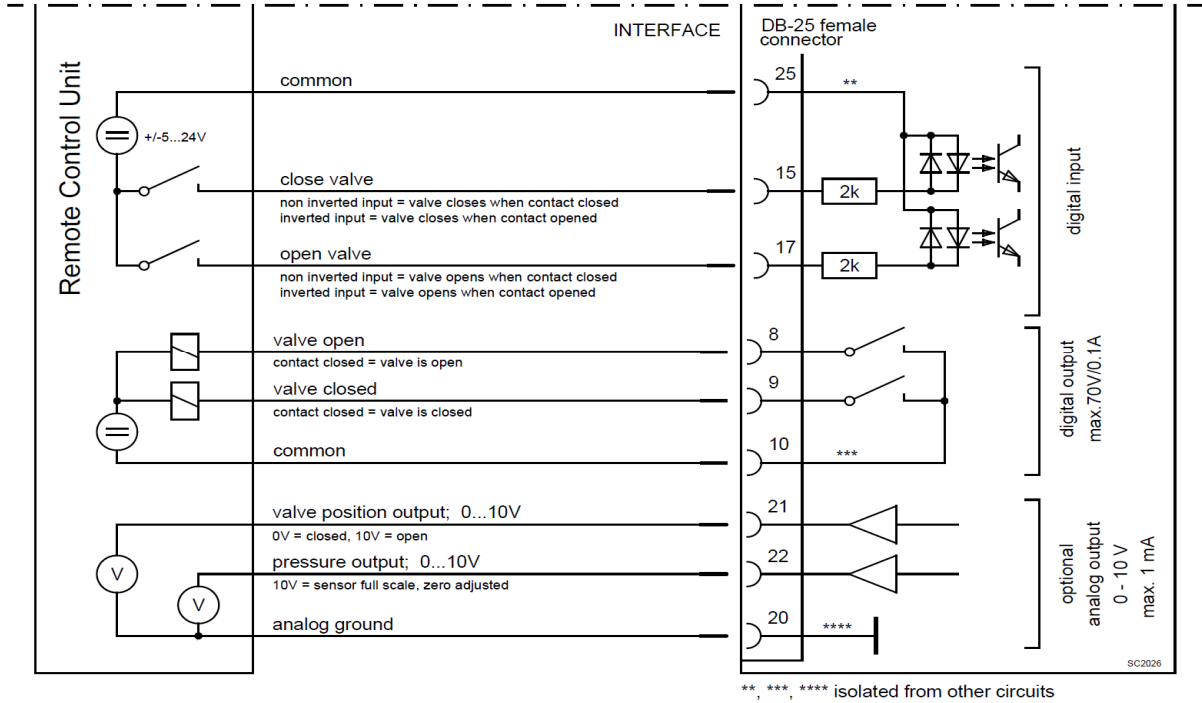 INTERFACE
DB-25 female
connector
Remote Control Unit
common
25
**
+/-5...24V
close valve
15
2k
non inverted input = valve closes when contact closed
inverted input = valve closes when contact opened
open valve
17
2k
non inverted input = valve opens when contact closed
inverted input = valve opens when contact opened
digital input
valve open
8
contact closed = valve is open
valve closed
9
contact closed = valve is closed
common
10
***
digital output
max.70V/0.1A
valve position output; 0...10V
21
0V = closed, 10V = open
pressure output; 0...10V
22
10V = sensor full scale, zero adjusted
V
V
analog ground
20
****
optional
analog output
0 - 10 V
max. 1 mA
SC2026
**, ***, **** isolated from other circuits